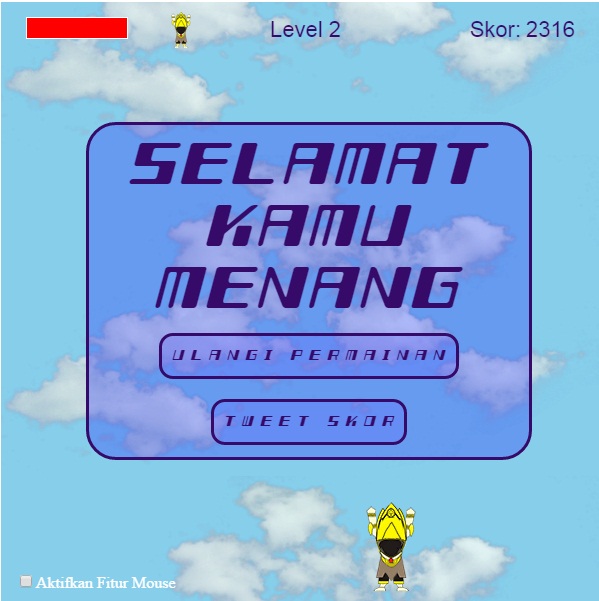 Level 2
Skor: 2316
SELAMAT
KAMU
MENANG
ULANGI PERMAINAN
TWEET SKOR
Aktifkan Fitur Mouse